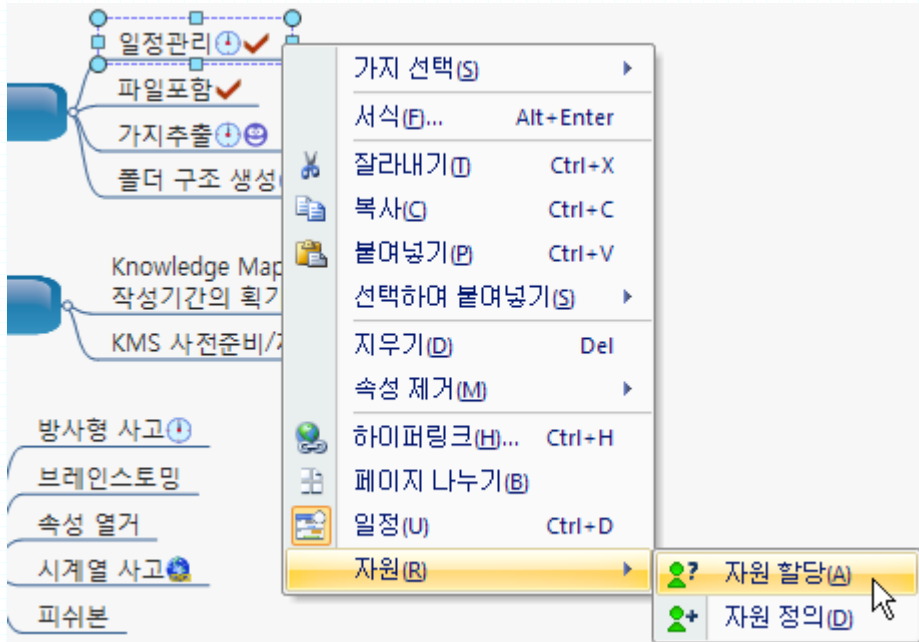 일정관리
파일포함
가지추출
폴더 구조 생성
Knowledge Map
작성기간의 획기
KMS 사전준비/
방사형 사고
브레인스토밍
속성 열거
시계열 사고
피쉬본
가지 선택(S)
서식(F)... Alt+Enter
잘라내기(T) Ctrl+X
복사(C) Ctrl+C
붙여넣기(P) Ctrl+V
선택하여 붙여넣기(S)
지우기(D) Del
속성 제거(M)
하이퍼링크(H)... Ctrl+H
페이지 나누기(B)
일정(U) Ctrl+D
자원(R)
자원 할당(A)
자원 정의(D)